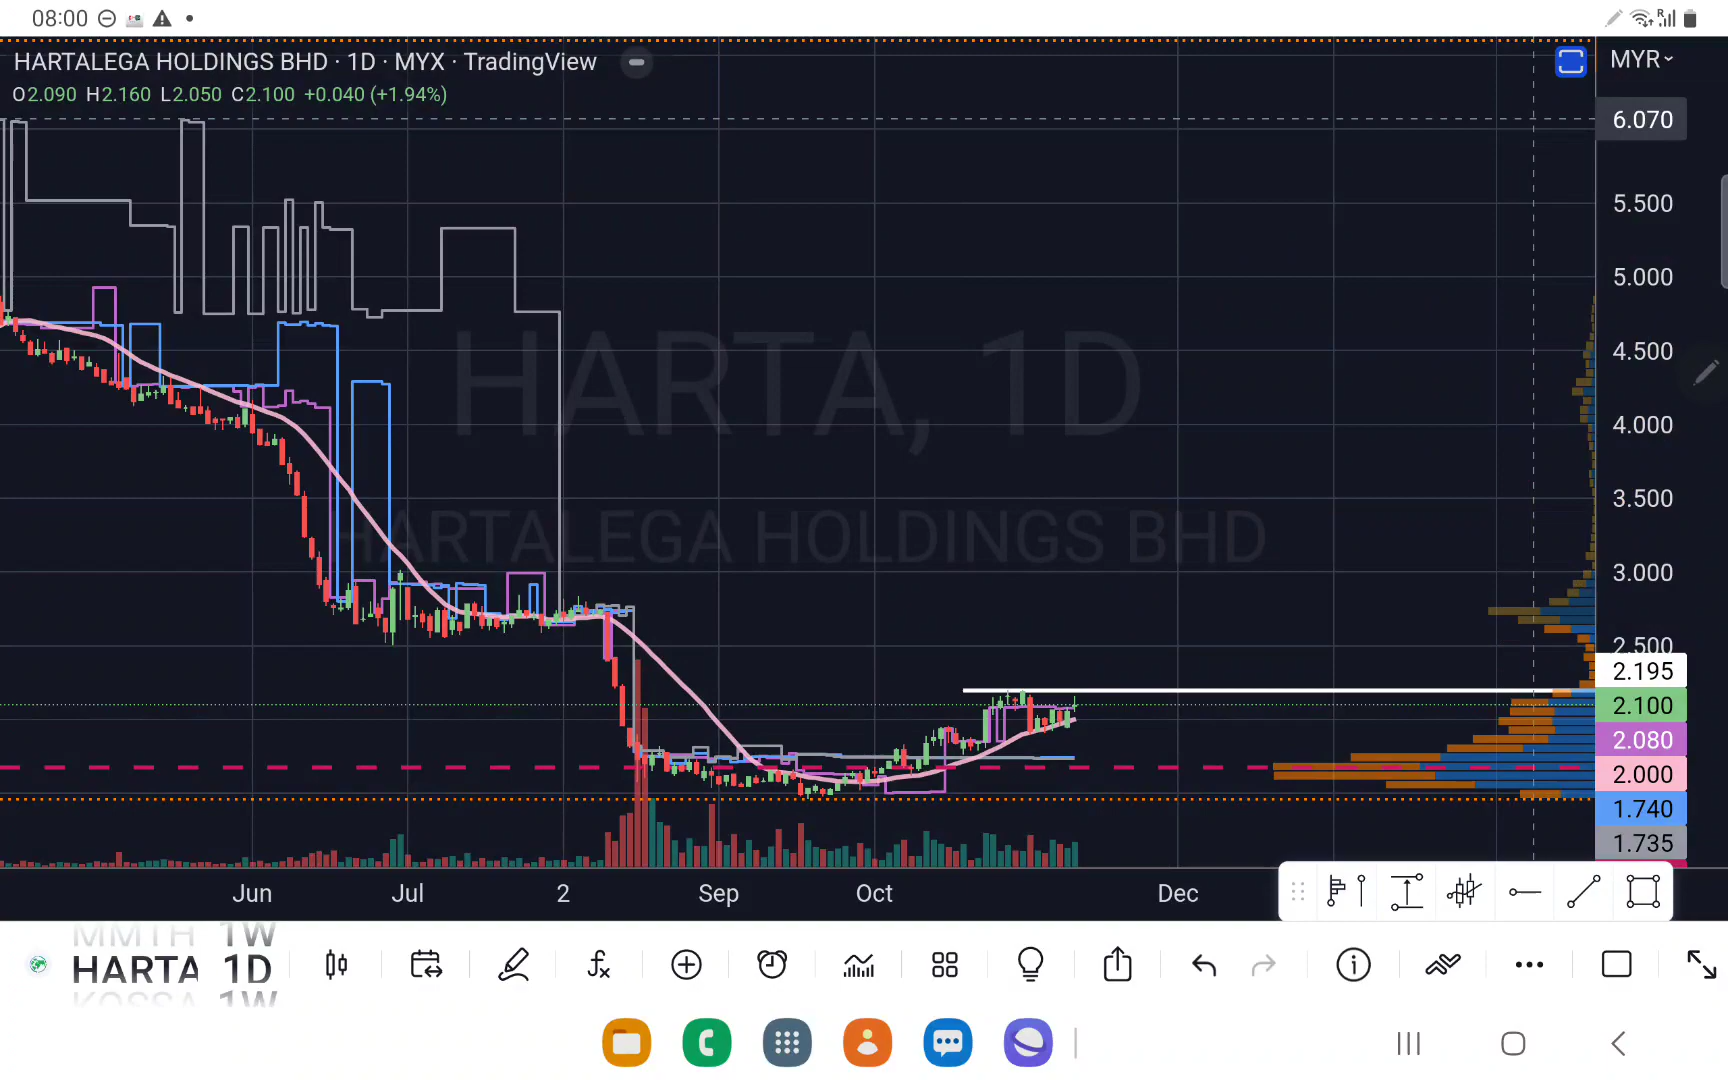 08:00
HARTALEGA HOLDINGS BHD · 1D · MYX · TradingView
MYR
O2.090 H2.160 L2.050 C2.100 +0.040 (+1.94%)
6.070
5.500
5.000
4.500
4.000
3.500
3.000
2.500
2.195
2.100
2.080
2.000
1.740
1.735
HARTA, 1D
HARTALEGA HOLDINGS BHD
Jun Jul 2 Sep Oct Dec
MMTH 1W
HARTA 1D
KOSSA 1W